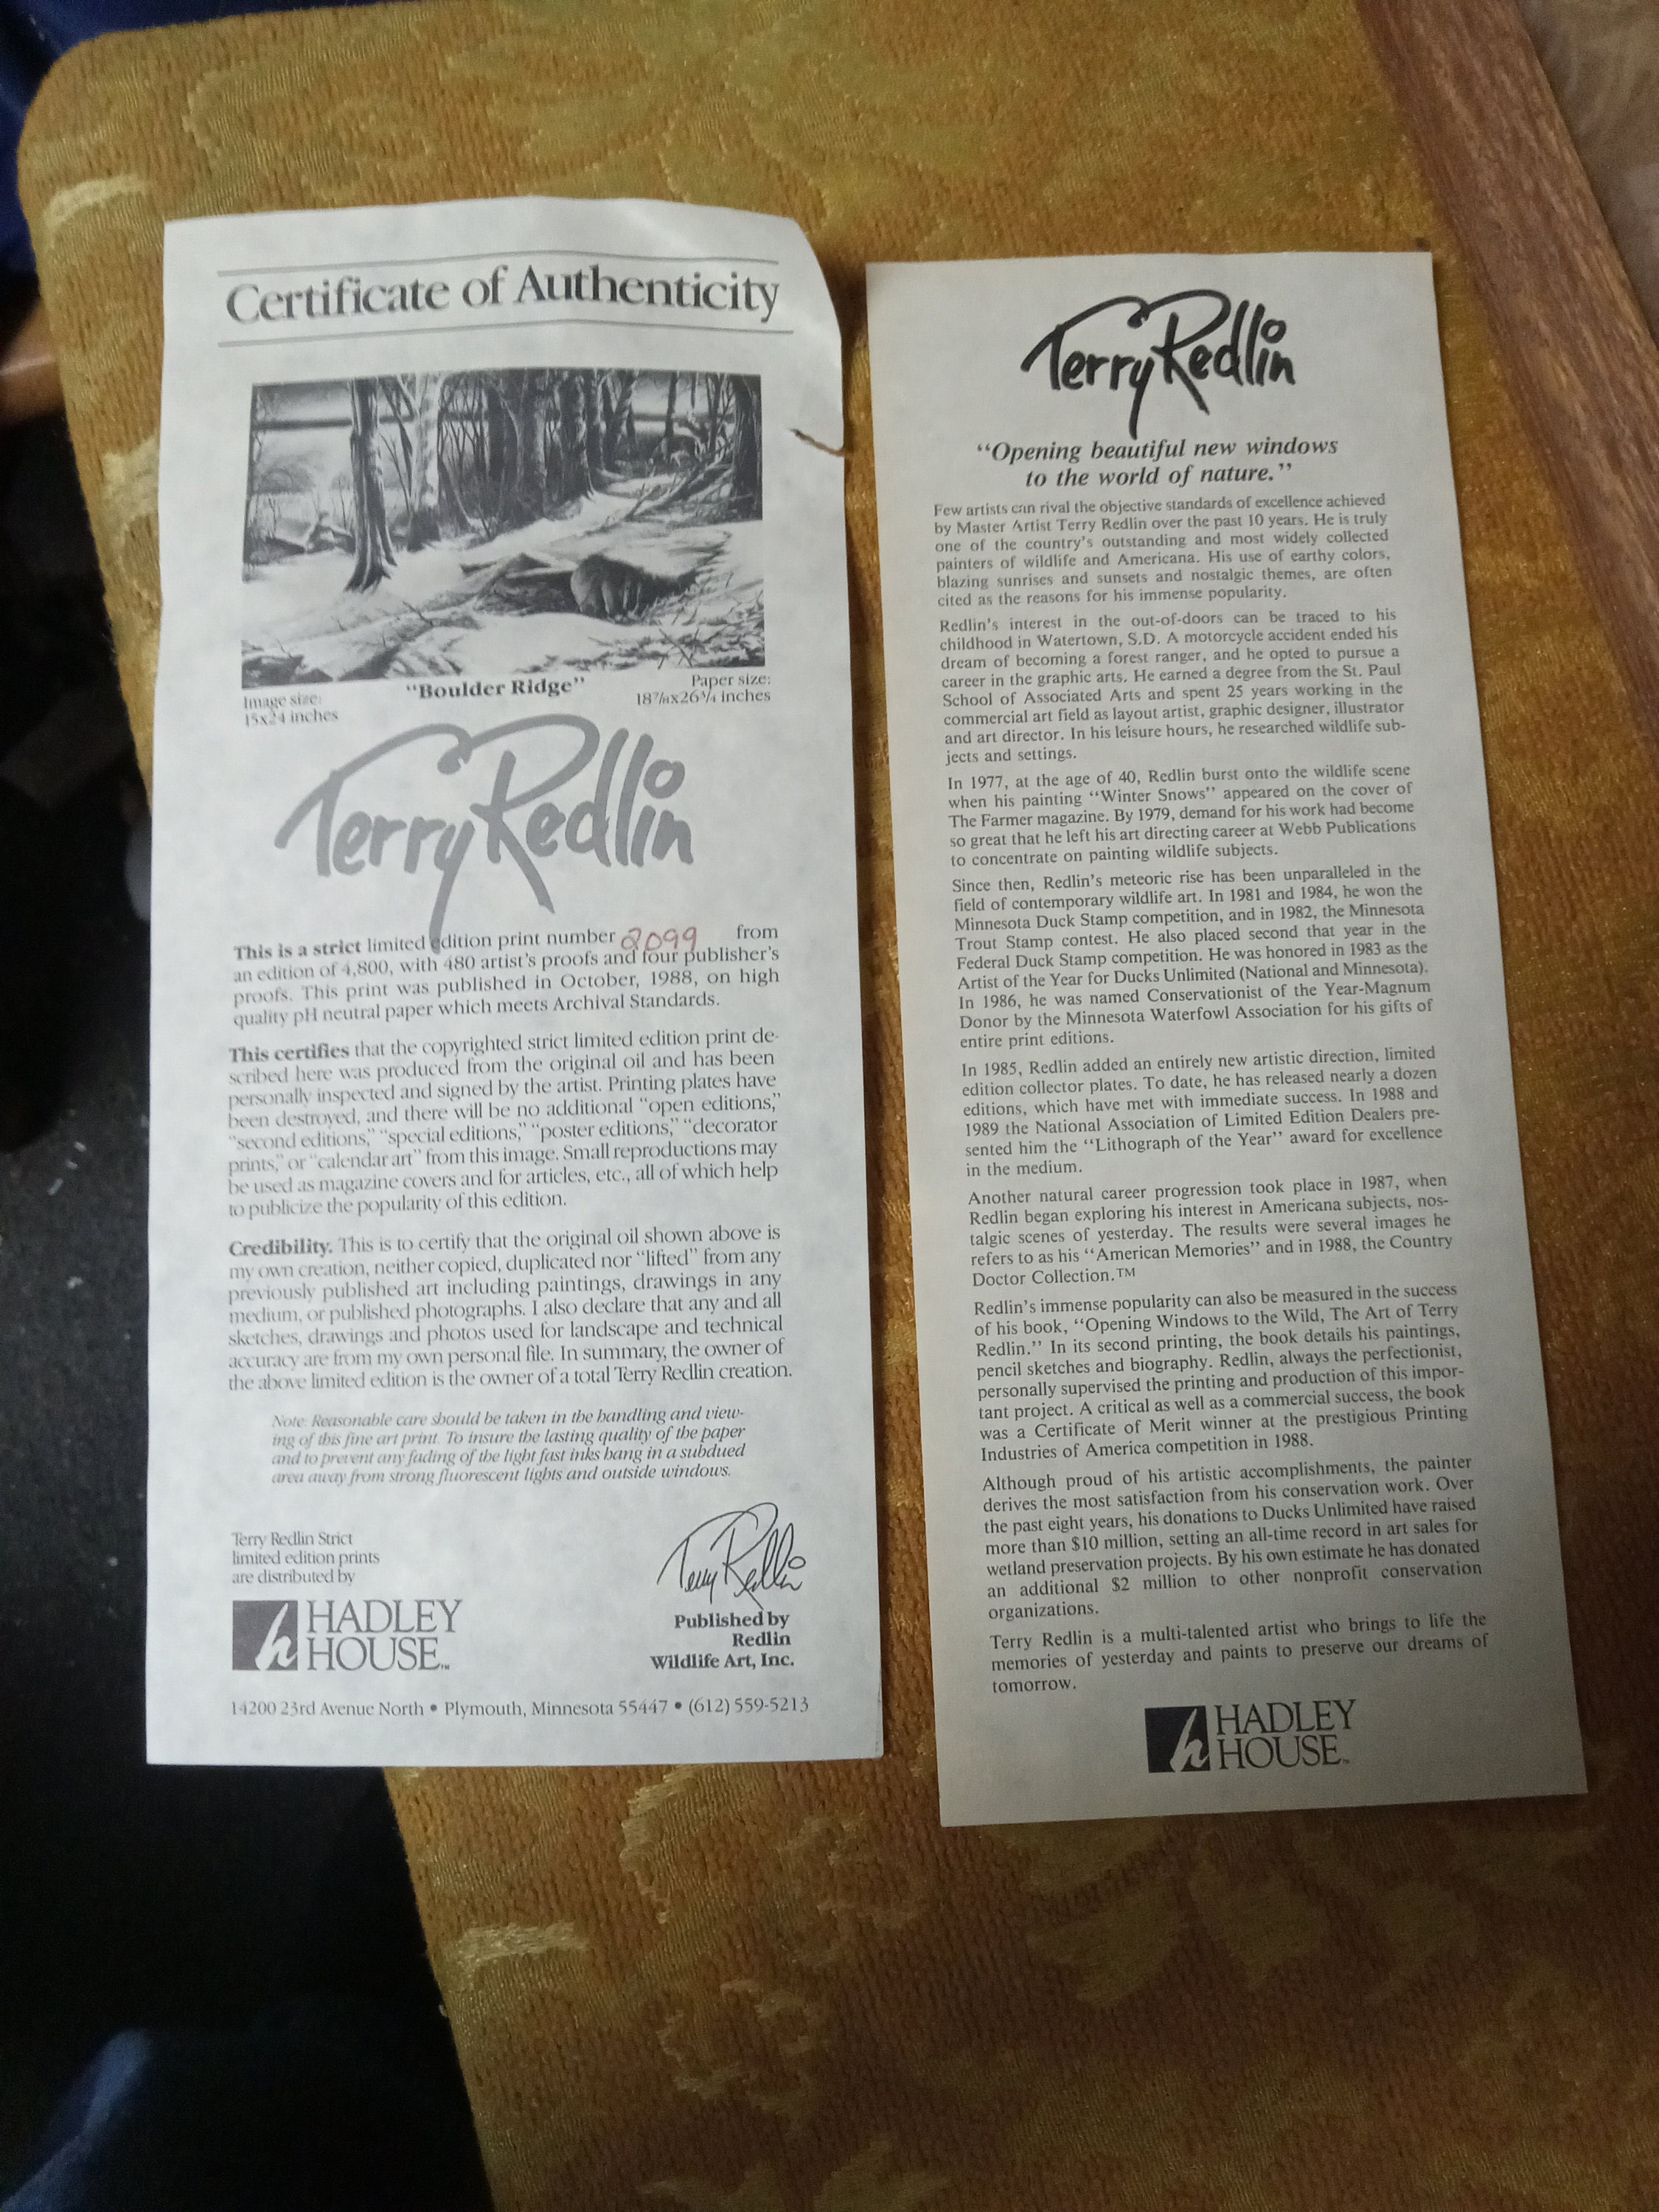 Certificate of Authenticity
Image size:
15x24 inches
"Boulder Ridge"
Paper size:
18⅞x26¾ inches
Terry Redlin
This is a strict limited edition print number 2099 from
an edition of 4,800, with 480 artist's proofs and four publisher's
proofs. This print was published in October, 1988, on high
quality pH neutral paper which meets Archival Standards.
This certifies that the copyrighted strict limited edition print de-
scribed here was produced from the original oil and has been
personally inspected and signed by the artist. Printing plates have
been destroyed, and there will be no additional "open editions,"
"second editions," "special editions," "poster editions," "decorator
prints," or "calendar art" from this image. Small reproductions may
be used as magazine covers and for articles, etc., all of which help
to publicize the popularity of this edition.
Credibility. This is to certify that the original oil shown above is
my own creation, neither copied, duplicated nor "lifted" from any
previously published art including paintings, drawings in any
medium, or published photographs. I also declare that any and all
sketches, drawings and photos used for landscape and technical
accuracy are from my own personal file. In summary, the owner of
the above limited edition is the owner of a total Terry Redlin creation.
Note: Reasonable care should be taken in the handling and view-
ing of this fine art print. To insure the lasting quality of the paper
and to prevent any fading of the light fast inks hang in a subdued
area away from strong fluorescent lights and outside windows.
Terry Redlin Strict
limited edition prints
are distributed by
HADLEY
HOUSE™
Terry Redlin
Published by
Redlin
Wildlife Art, Inc.
14200 23rd Avenue North • Plymouth, Minnesota 55447 • (612) 559-5213
Terry Redlin
"Opening beautiful new windows
to the world of nature."
Few artists can rival the objective standards of excellence achieved
by Master Artist Terry Redlin over the past 10 years. He is truly
one of the country's outstanding and most widely collected
painters of wildlife and Americana. His use of earthy colors,
blazing sunrises and sunsets and nostalgic themes, are often
cited as the reasons for his immense popularity.
Redlin's interest in the out-of-doors can be traced to his
childhood in Watertown, S.D. A motorcycle accident ended his
dream of becoming a forest ranger, and he opted to pursue a
career in the graphic arts. He earned a degree from the St. Paul
School of Associated Arts and spent 25 years working in the
commercial art field as layout artist, graphic designer, illustrator
and art director. In his leisure hours, he researched wildlife sub-
jects and settings.
In 1977, at the age of 40, Redlin burst onto the wildlife scene
when his painting "Winter Snows" appeared on the cover of
The Farmer magazine. By 1979, demand for his work had become
so great that he left his art directing career at Webb Publications
to concentrate on painting wildlife subjects.
Since then, Redlin's meteoric rise has been unparalleled in the
field of contemporary wildlife art. In 1981 and 1984, he won the
Minnesota Duck Stamp competition, and in 1982, the Minnesota
Trout Stamp contest. He also placed second that year in the
Federal Duck Stamp competition. He was honored in 1983 as the
Artist of the Year for Ducks Unlimited (National and Minnesota).
In 1986, he was named Conservationist of the Year-Magnum
Donor by the Minnesota Waterfowl Association for his gifts of
entire print editions.
In 1985, Redlin added an entirely new artistic direction, limited
edition collector plates. To date, he has released nearly a dozen
editions, which have met with immediate success. In 1988 and
1989 the National Association of Limited Edition Dealers pre-
sented him the "Lithograph of the Year" award for excellence
in the medium.
Another natural career progression took place in 1987, when
Redlin began exploring his interest in Americana subjects, nos-
talgic scenes of yesterday. The results were several images he
refers to as his "American Memories" and in 1988, the Country
Doctor Collection.™
Redlin's immense popularity can also be measured in the success
of his book, "Opening Windows to the Wild, The Art of Terry
Redlin." In its second printing, the book details his paintings,
pencil sketches and biography. Redlin, always the perfectionist,
personally supervised the printing and production of this impor-
tant project. A critical as well as a commercial success, the book
was a Certificate of Merit winner at the prestigious Printing
Industries of America competition in 1988.
Although proud of his artistic accomplishments, the painter
derives the most satisfaction from his conservation work. Over
the past eight years, his donations to Ducks Unlimited have raised
more than $10 million, setting an all-time record in art sales for
wetland preservation projects. By his own estimate he has donated
an additional $2 million to other nonprofit conservation
organizations.
Terry Redlin is a multi-talented artist who brings to life the
memories of yesterday and paints to preserve our dreams of
tomorrow.
HADLEY
HOUSE™